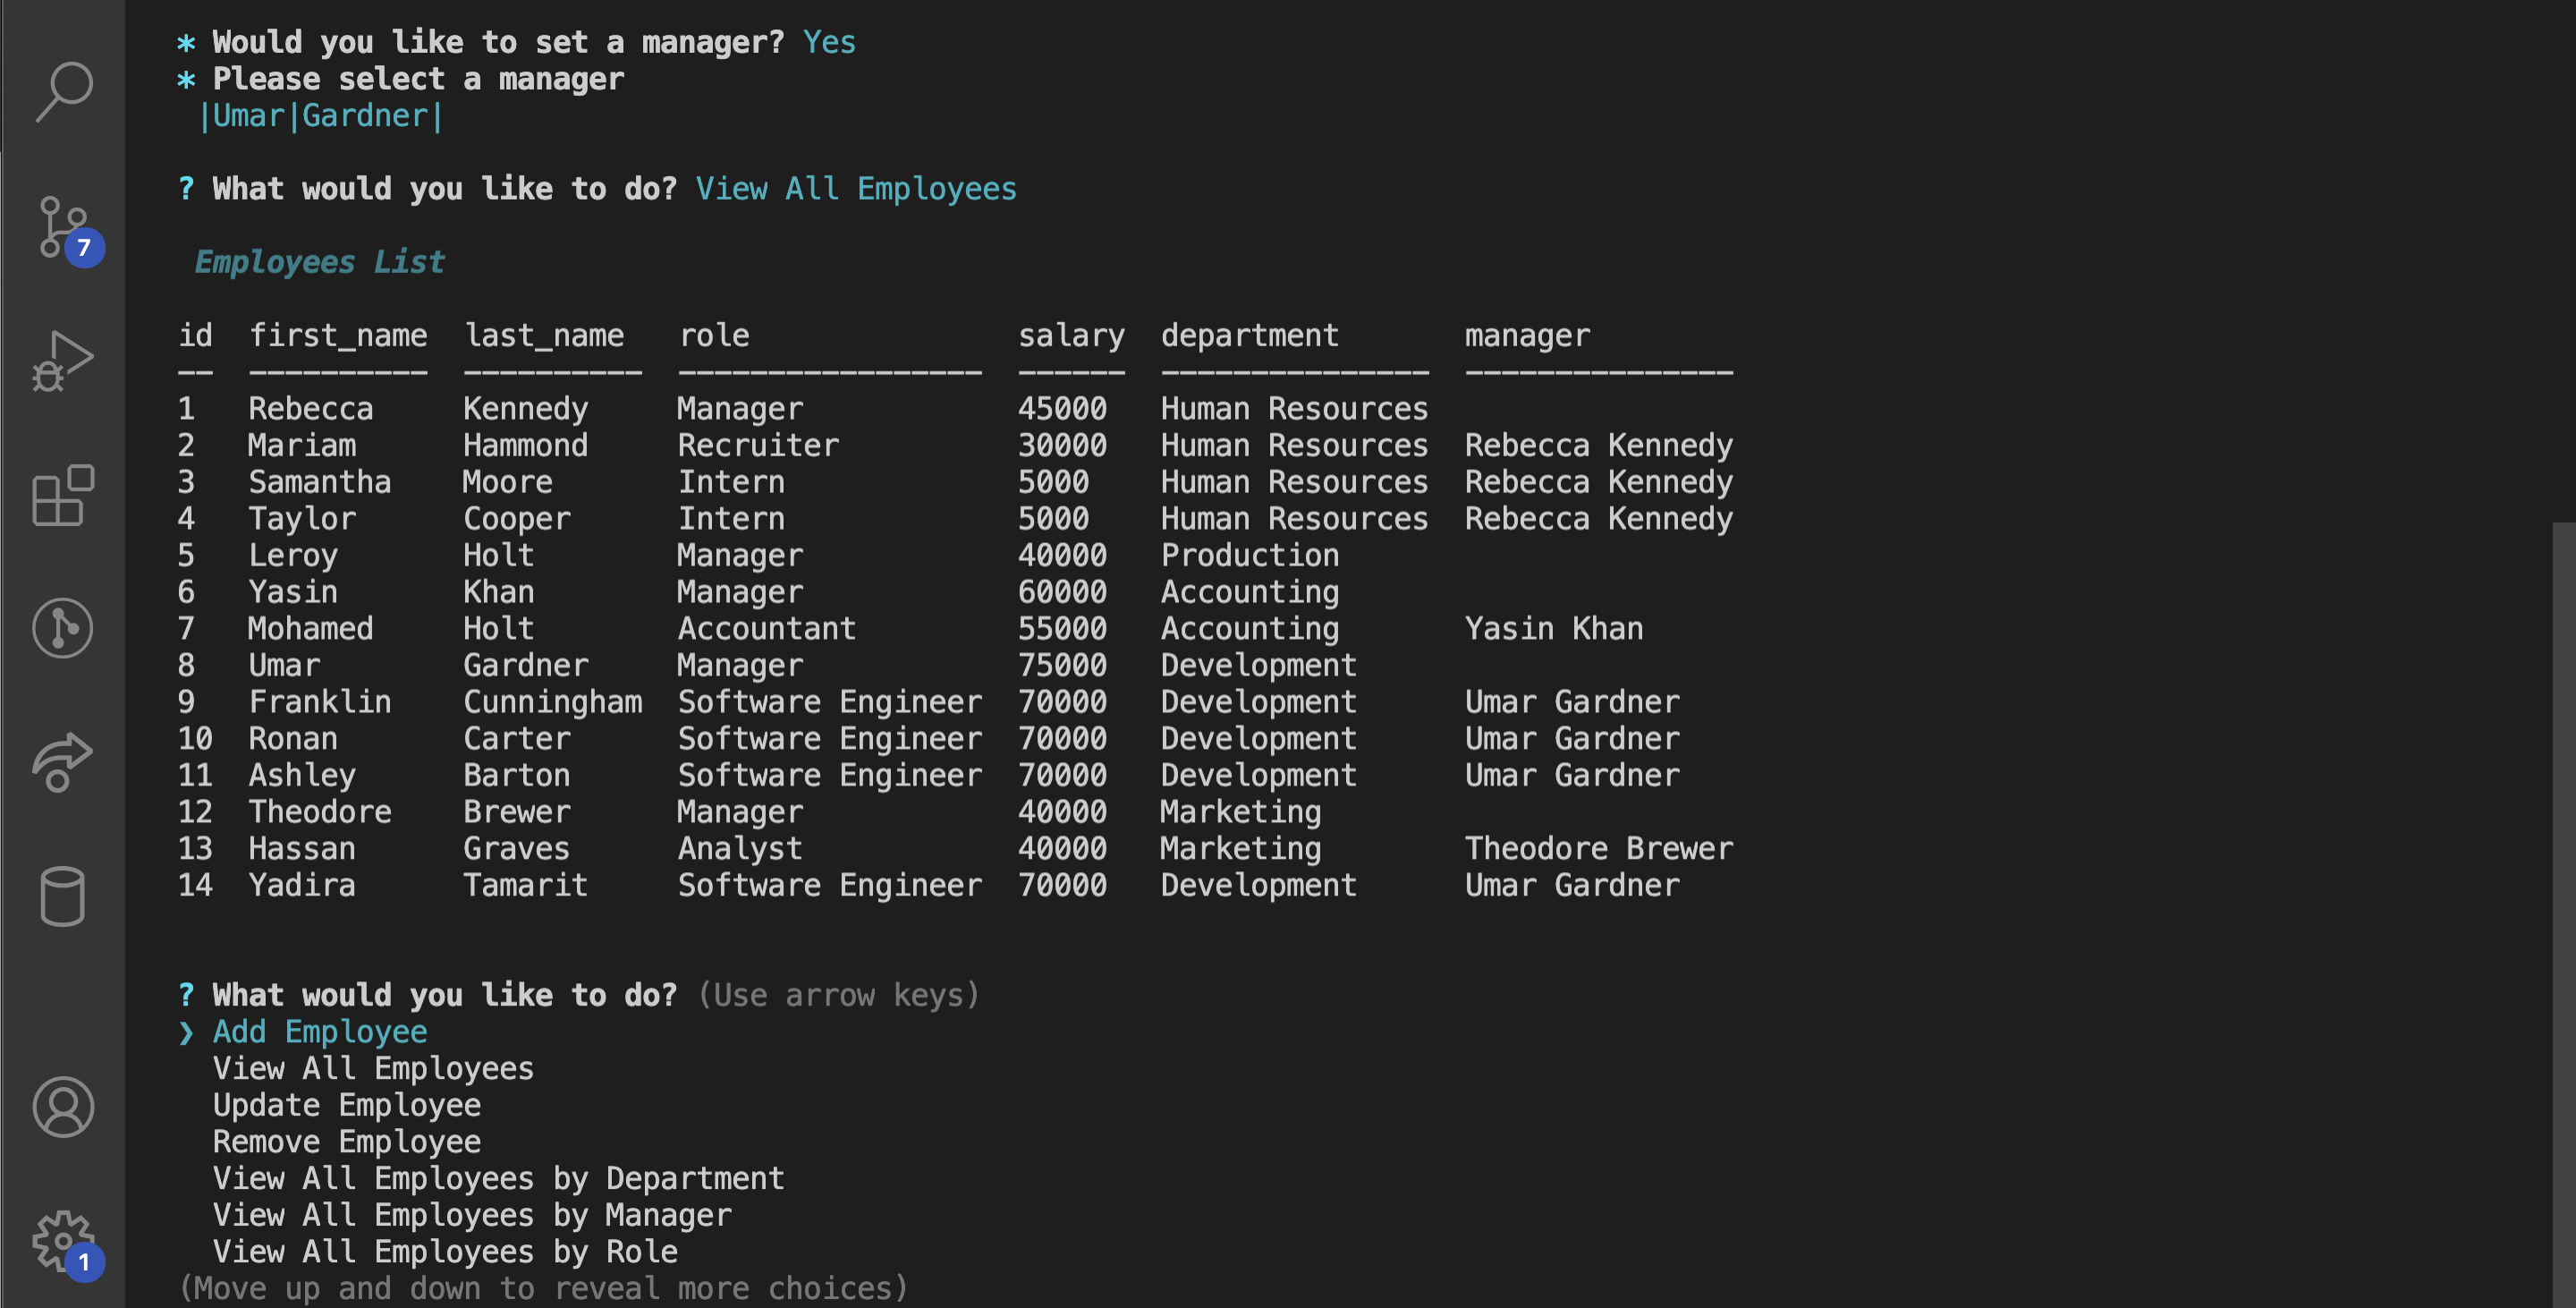 * Would you like to set a manager? Yes
* Please select a manager
|Umar|Gardner|
? What would you like to do? View All Employees
Employees List
id  first_name  last_name   role               salary  department       manager
--  ----------  ----------  -----------------  ------  ---------------  ---------------
1   Rebecca     Kennedy     Manager            45000   Human Resources
2   Mariam      Hammond     Recruiter          30000   Human Resources  Rebecca Kennedy
3   Samantha    Moore       Intern             5000    Human Resources  Rebecca Kennedy
4   Taylor      Cooper      Intern             5000    Human Resources  Rebecca Kennedy
5   Leroy       Holt        Manager            40000   Production
6   Yasin       Khan        Manager            60000   Accounting
7   Mohamed     Holt        Accountant         55000   Accounting       Yasin Khan
8   Umar        Gardner     Manager            75000   Development
9   Franklin    Cunningham  Software Engineer  70000   Development      Umar Gardner
10  Ronan       Carter      Software Engineer  70000   Development      Umar Gardner
11  Ashley      Barton      Software Engineer  70000   Development      Umar Gardner
12  Theodore    Brewer      Manager            40000   Marketing
13  Hassan      Graves      Analyst            40000   Marketing        Theodore Brewer
14  Yadira      Tamarit     Software Engineer  70000   Development      Umar Gardner
? What would you like to do? (Use arrow keys)
❯ Add Employee
View All Employees
Update Employee
Remove Employee
View All Employees by Department
View All Employees by Manager
View All Employees by Role
(Move up and down to reveal more choices)
7
1